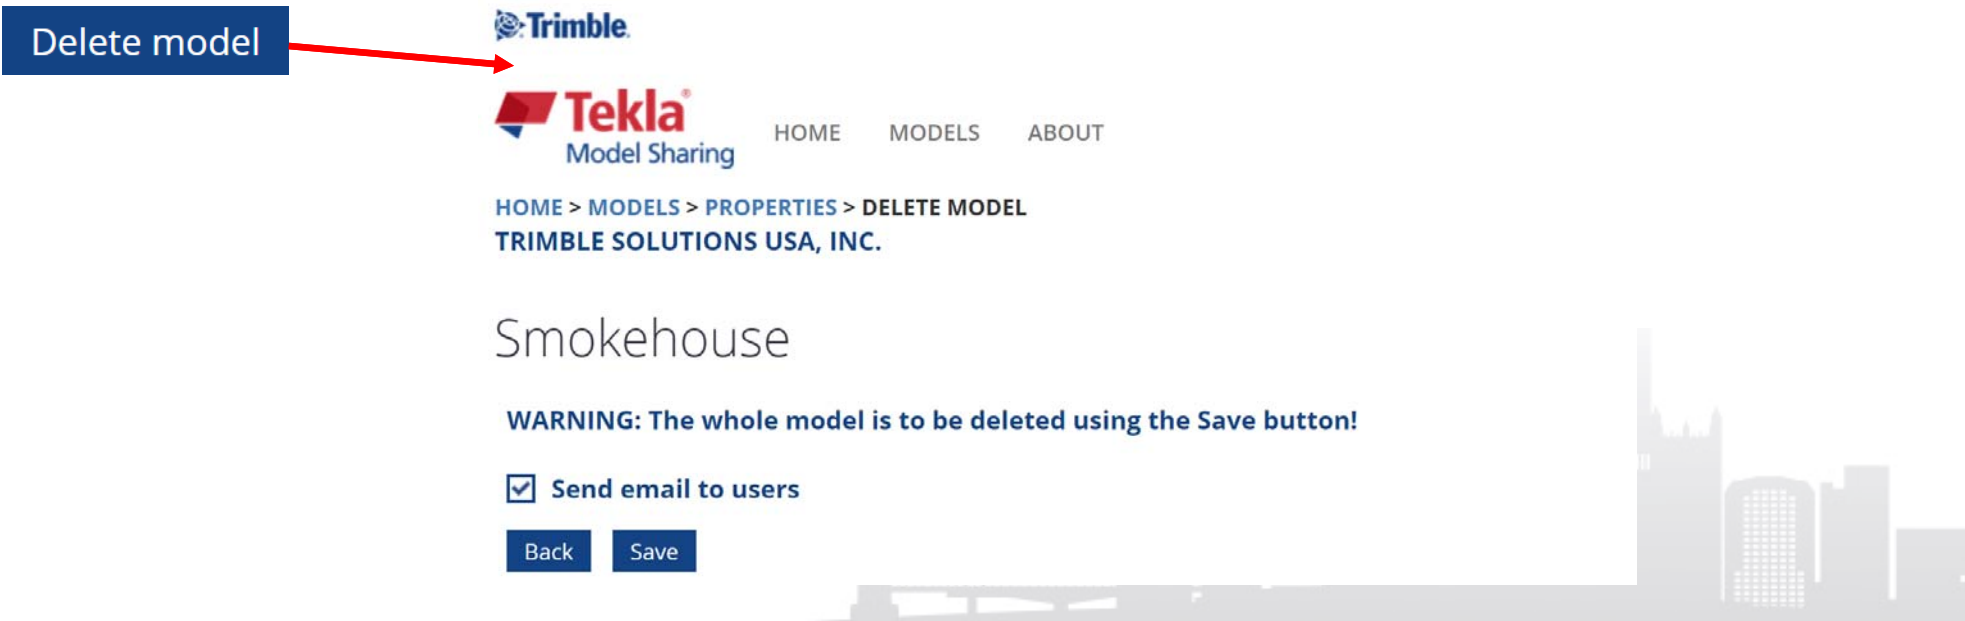 Delete model
Trimble.
Tekla®
Model Sharing
HOME MODELS ABOUT
HOME > MODELS > PROPERTIES > DELETE MODEL
TRIMBLE SOLUTIONS USA, INC.
Smokehouse
WARNING: The whole model is to be deleted using the Save button!
Send email to users
Back Save